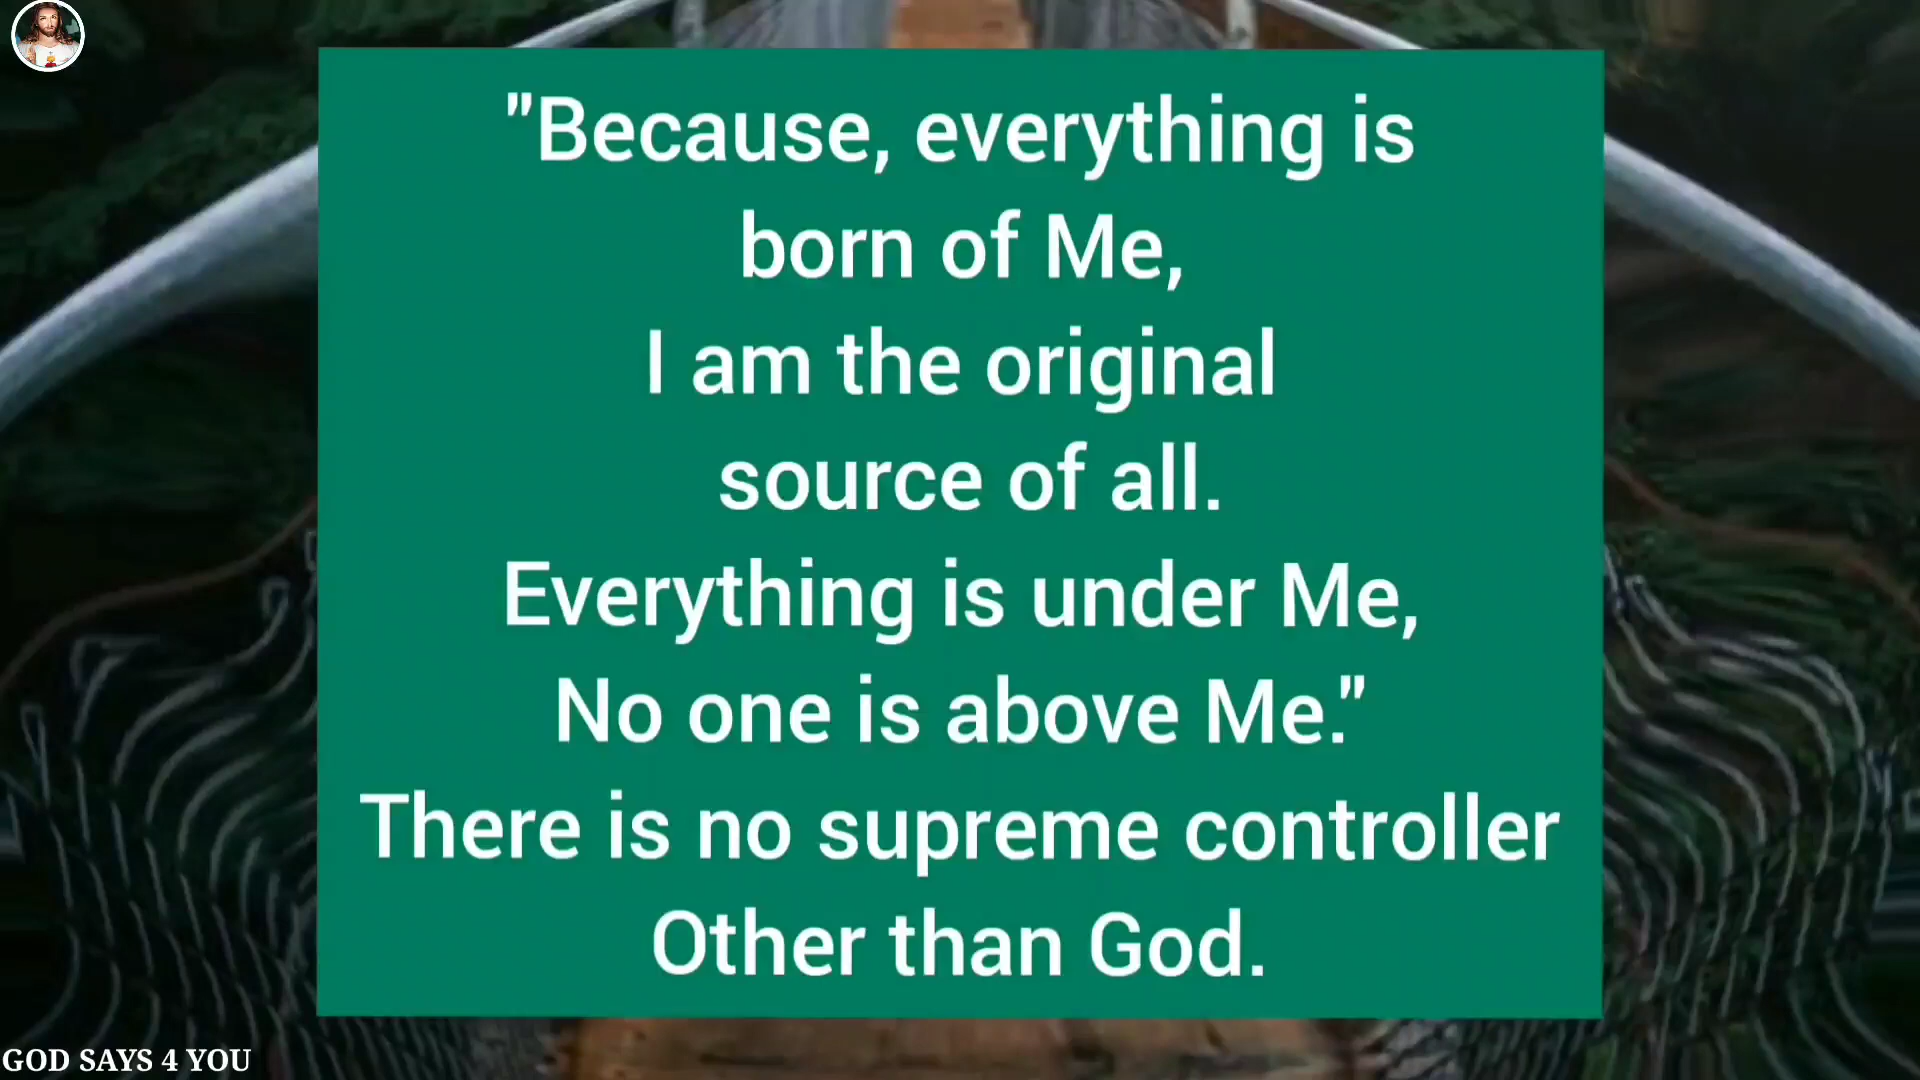 "Because, everything is
born of Me,
I am the original
source of all.
Everything is under Me,
No one is above Me."
There is no supreme controller
Other than God.
GOD SAYS 4 YOU